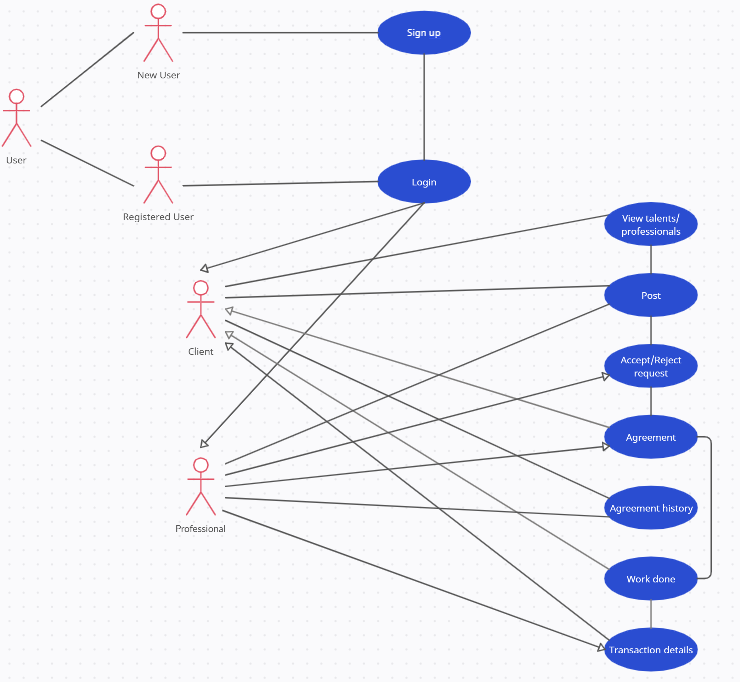 Sign up
New User
User
Login
Registered User
View talents/
professionals
Post
Client
Accept/Reject
request
Agreement
Agreement history
Professional
Work done
Transaction details